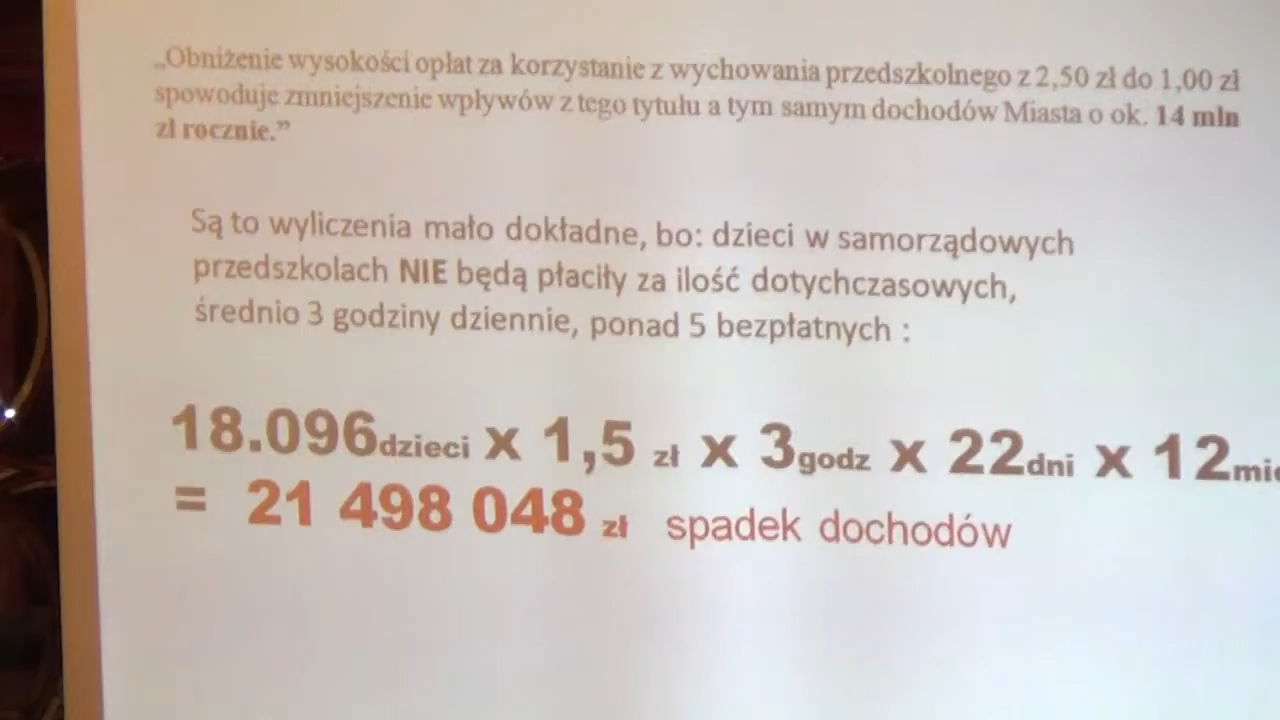 „Obniżenie wysokości opłat za korzystanie z wychowania przedszkolnego z 2,50 zł do 1,00 zł
spowoduje zmniejszenie wpływów z tego tytułu a tym samym dochodów Miasta o ok. 14 mln
zł rocznie.”
Są to wyliczenia mało dokładne, bo: dzieci w samorządowych
przedszkolach NIE będą płaciły za ilość dotychczasowych,
średnio 3 godziny dziennie, ponad 5 bezpłatnych :
18.096dzieci x 1,5 zł x 3godz x 22dni x 12
= 21 498 048 zł spadek dochodów